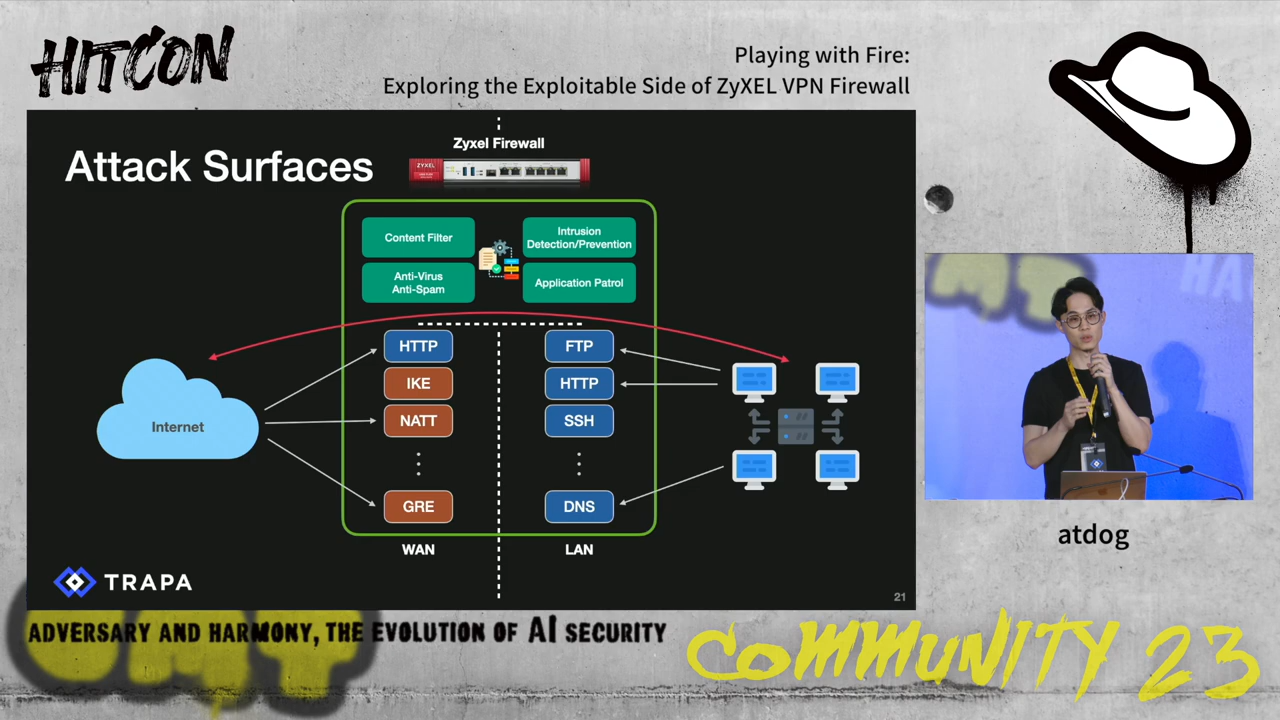 HITCON
Playing with Fire:
Exploring the Exploitable Side of ZyXEL VPN Firewall
Attack Surfaces
Zyxel Firewall
ZYXEL
Content Filter
Intrusion
Detection/Prevention
Anti-Virus
Anti-Spam
Application Patrol
HTTP
FTP
IKE
HTTP
NATT
SSH
Internet
GRE
DNS
WAN
LAN
TRAPA
21
atdog
ADVERSARY AND HARMONY, THE EVOLUTION OF AI SECURITY
COMMUNITY 23